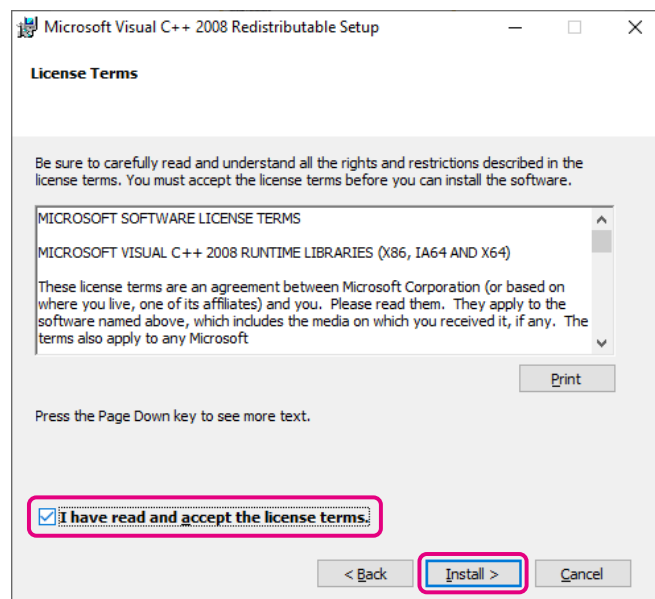 Microsoft Visual C++ 2008 Redistributable Setup
License Terms
Be sure to carefully read and understand all the rights and restrictions described in the
license terms. You must accept the license terms before you can install the software.
MICROSOFT SOFTWARE LICENSE TERMS
MICROSOFT VISUAL C++ 2008 RUNTIME LIBRARIES (X86, IA64 AND X64)
These license terms are an agreement between Microsoft Corporation (or based on
where you live, one of its affiliates) and you.  Please read them.  They apply to the
software named above, which includes the media on which you received it, if any.  The
terms also apply to any Microsoft
Print
Press the Page Down key to see more text.
I have read and accept the license terms.
< Back
Install >
Cancel